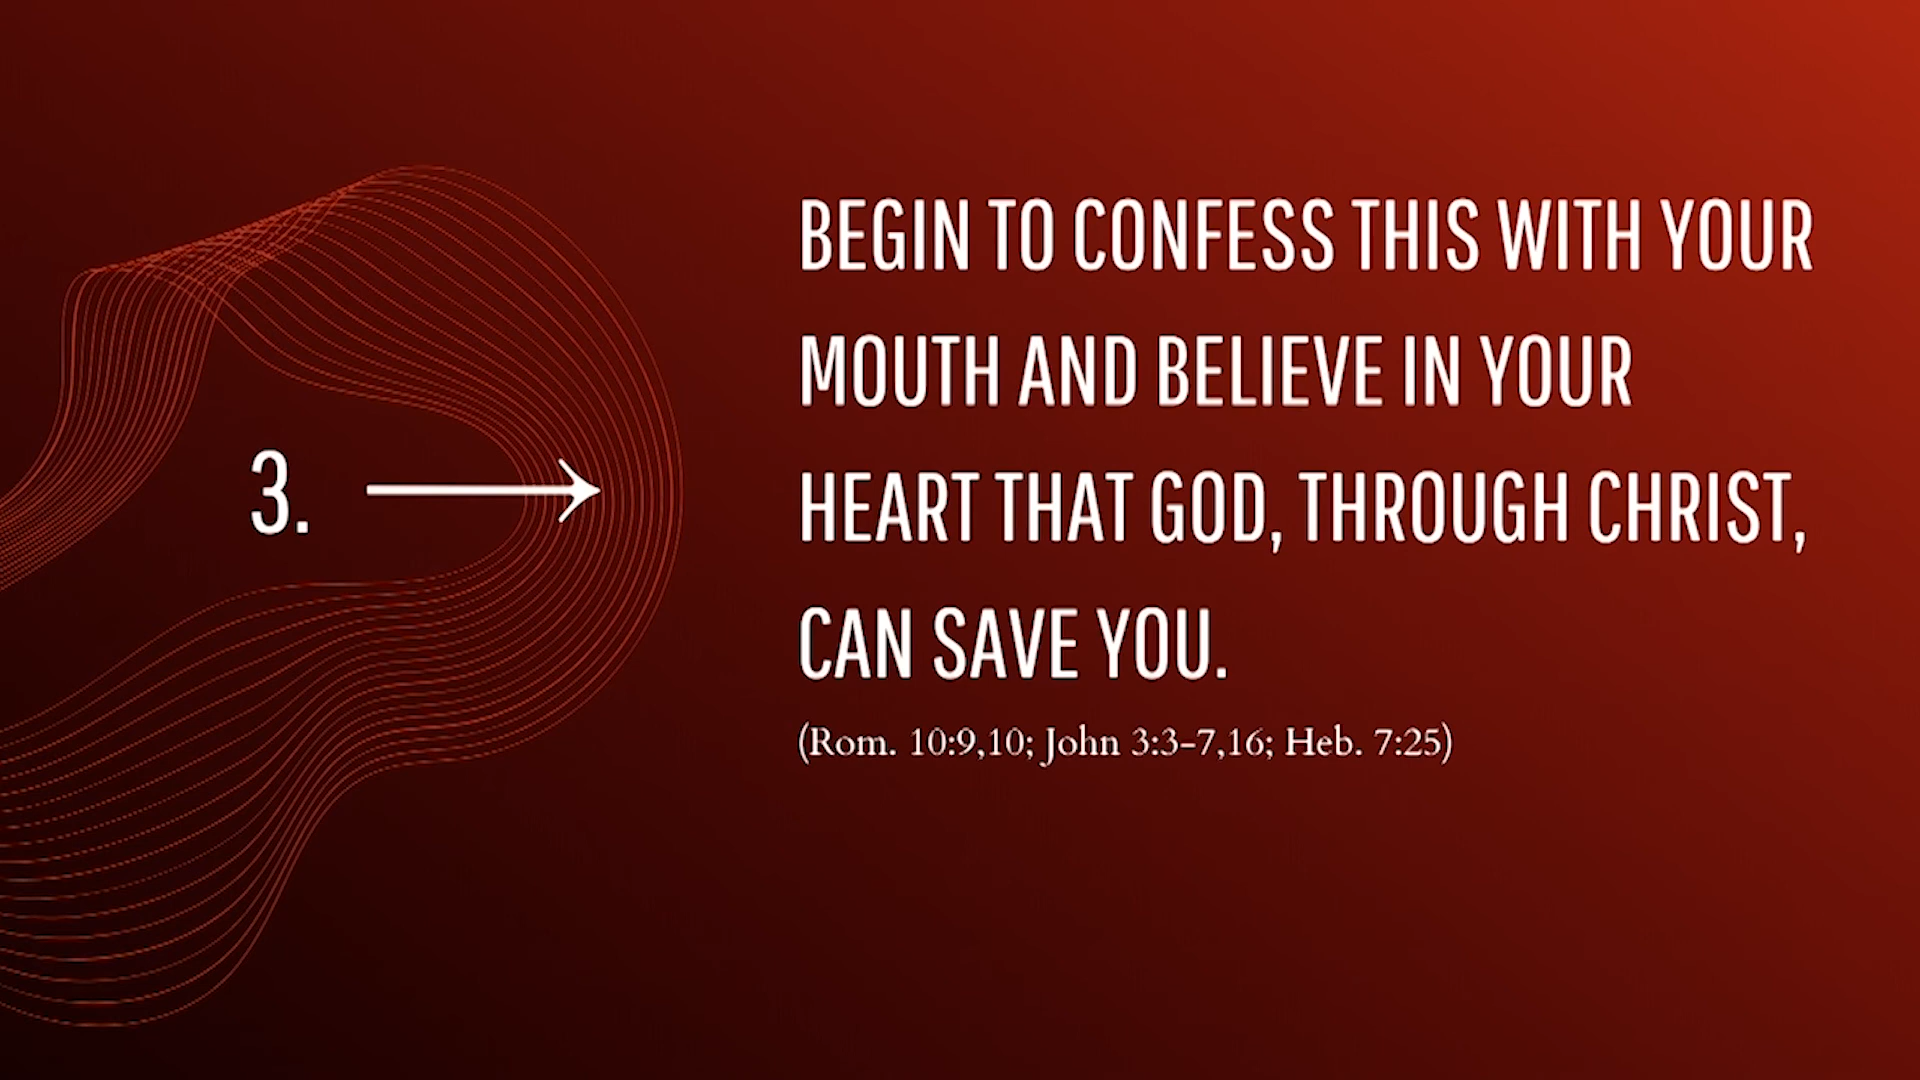 3.
BEGIN TO CONFESS THIS WITH YOUR
MOUTH AND BELIEVE IN YOUR
HEART THAT GOD, THROUGH CHRIST,
CAN SAVE YOU.
(Rom. 10:9,10; John 3:3-7,16; Heb. 7:25)